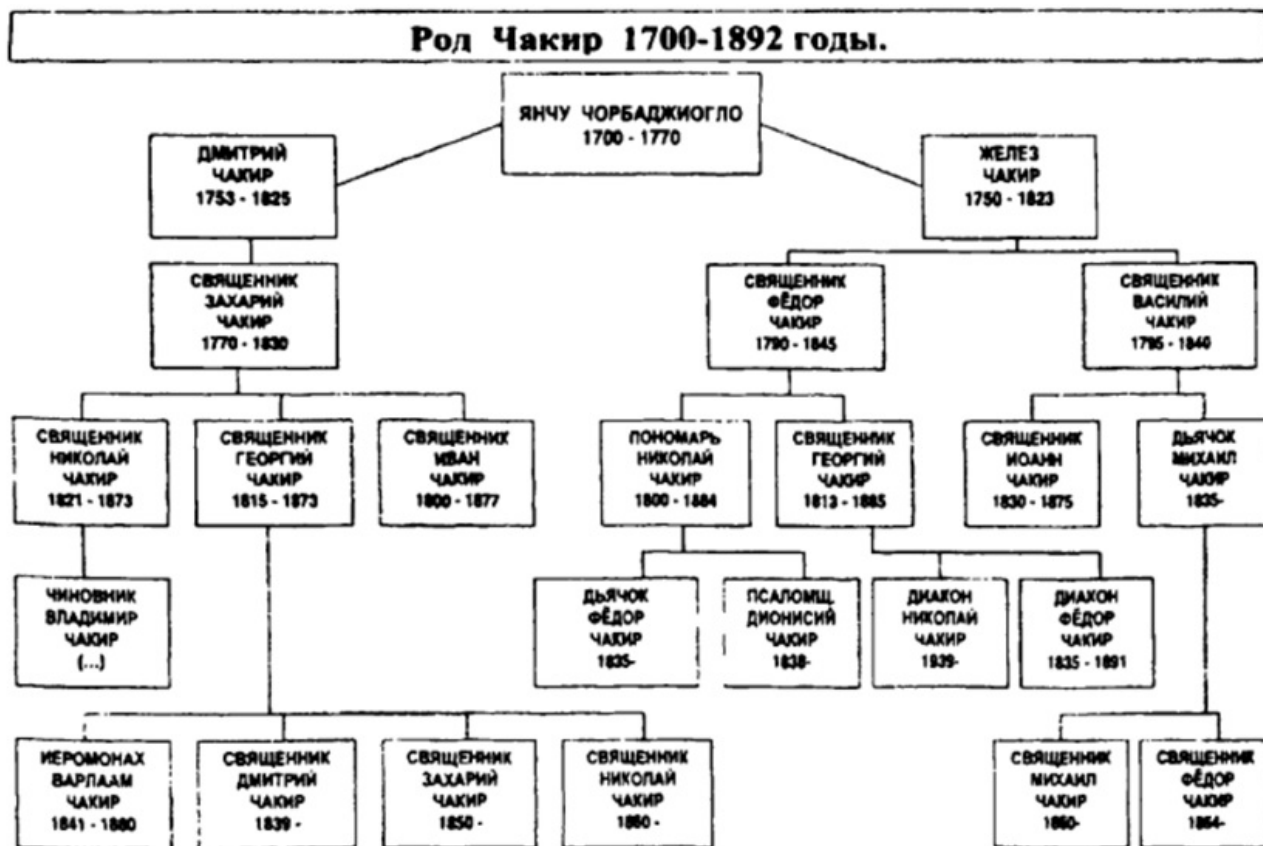 Род Чакир 1700-1892 годы.
ЯНЧУ ЧОРБАДЖИОГЛО
1700 - 1770
ДМИТРИЙ
ЧАКИР
1753 - 1825
ЖЕЛЕЗ
ЧАКИР
1750 - 1823
СВЯЩЕННИК
ЗАХАРИЙ
ЧАКИР
1770 - 1830
СВЯЩЕННИК
ФЁДОР
ЧАКИР
1790 - 1845
СВЯЩЕННИК
ВАСИЛИЙ
ЧАКИР
1795 - 1840
СВЯЩЕННИК
НИКОЛАЙ
ЧАКИР
1821 - 1873
СВЯЩЕННИК
ГЕОРГИЙ
ЧАКИР
1815 - 1873
СВЯЩЕННИК
ИВАН
ЧАКИР
1800 - 1877
ПОНОМАРЬ
НИКОЛАЙ
ЧАКИР
1800 - 1884
СВЯЩЕННИК
ГЕОРГИЙ
ЧАКИР
1813 - 1885
СВЯЩЕННИК
ИОАНН
ЧАКИР
1830 - 1875
ДЬЯЧОК
МИХАИЛ
ЧАКИР
1835-
ЧИНОВНИК
ВЛАДИМИР
ЧАКИР
(...)
ДЬЯЧОК
ФЁДОР
ЧАКИР
1835-
ПСАЛОМЩ.
ДИОНИСИЙ
ЧАКИР
1838-
ДИАКОН
НИКОЛАЙ
ЧАКИР
1939-
ДИАКОН
ФЁДОР
ЧАКИР
1835 - 1891
ИЕРОМОНАХ
ВАРЛААМ
ЧАКИР
1841 - 1880
СВЯЩЕННИК
ДМИТРИЙ
ЧАКИР
1839 -
СВЯЩЕННИК
ЗАХАРИЙ
ЧАКИР
1850 -
СВЯЩЕННИК
НИКОЛАЙ
ЧАКИР
1860 -
СВЯЩЕННИК
МИХАИЛ
ЧАКИР
1860-
СВЯЩЕННИК
ФЁДОР
ЧАКИР
1864-